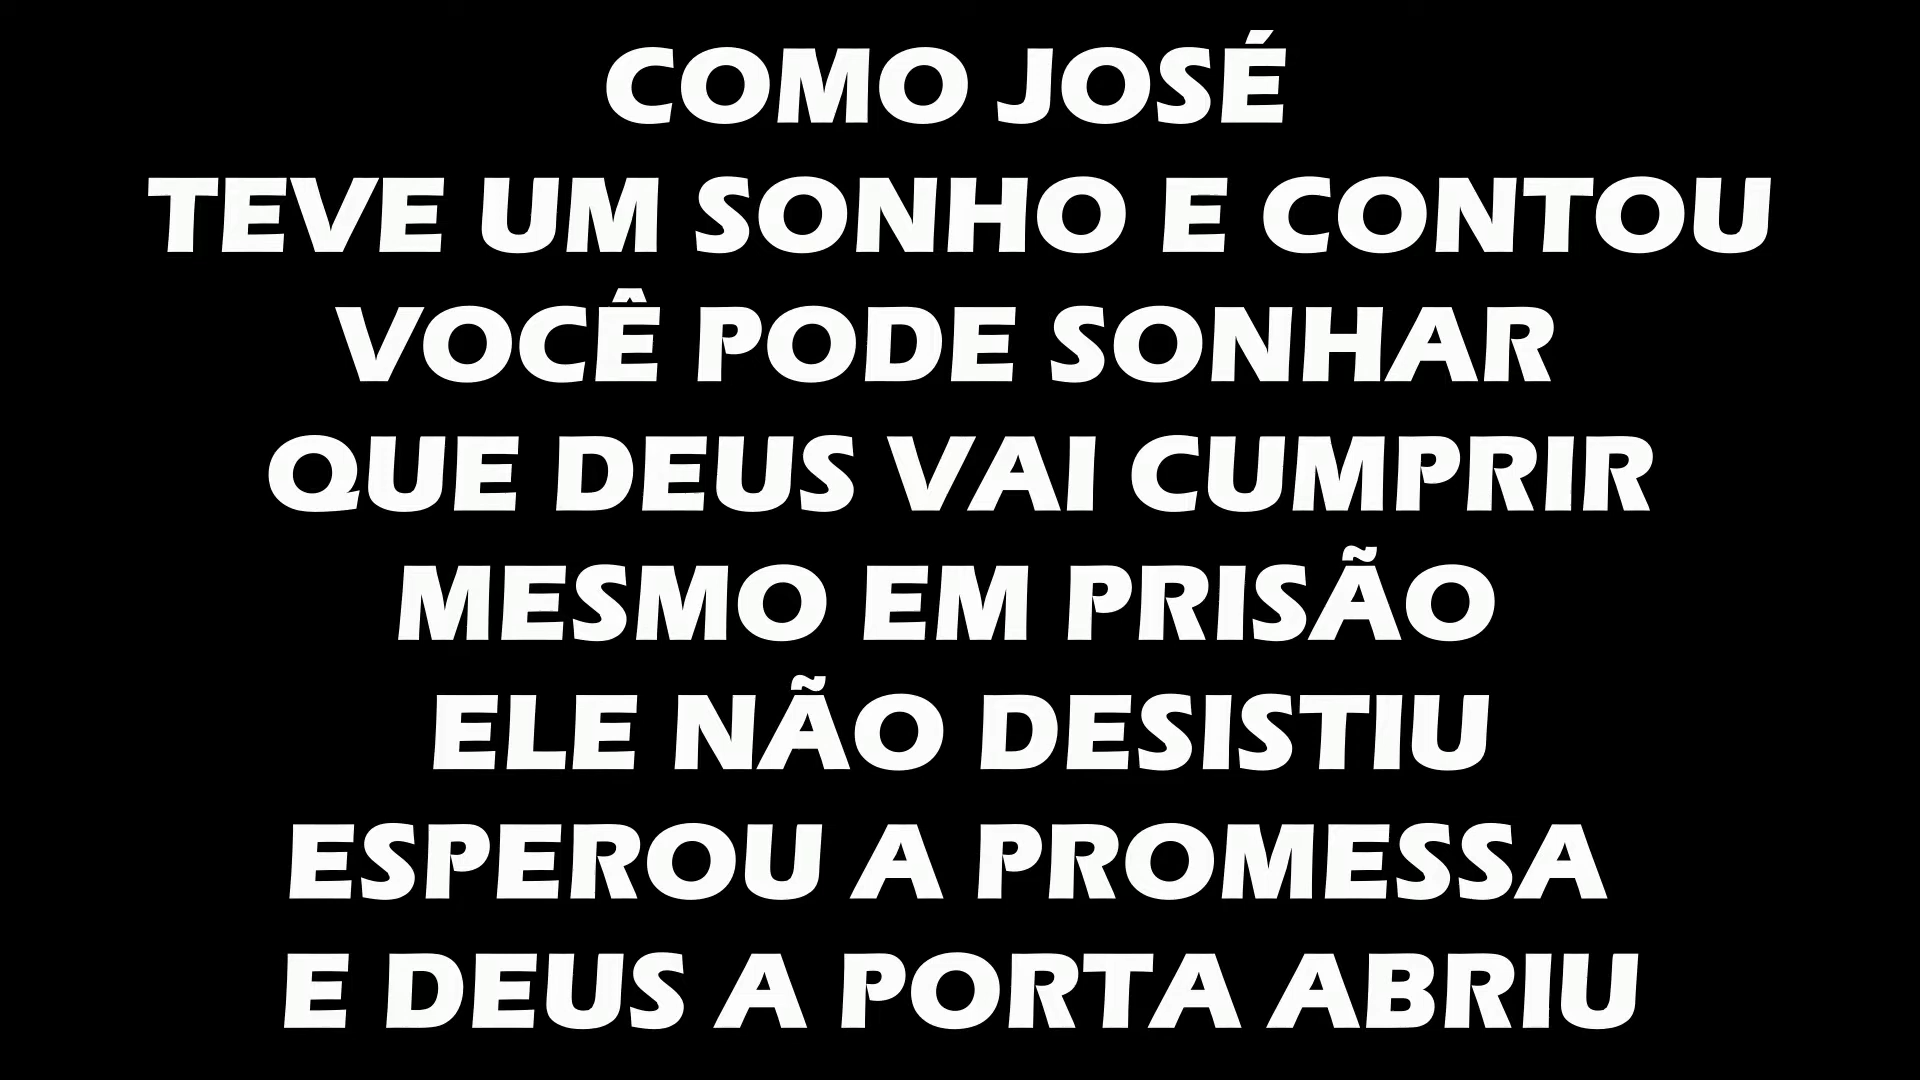 COMO JOSÉ
TEVE UM SONHO E CONTOU
VOCÊ PODE SONHAR
QUE DEUS VAI CUMPRIR
MESMO EM PRISÃO
ELE NÃO DESISTIU
ESPEROU A PROMESSA
E DEUS A PORTA ABRIU